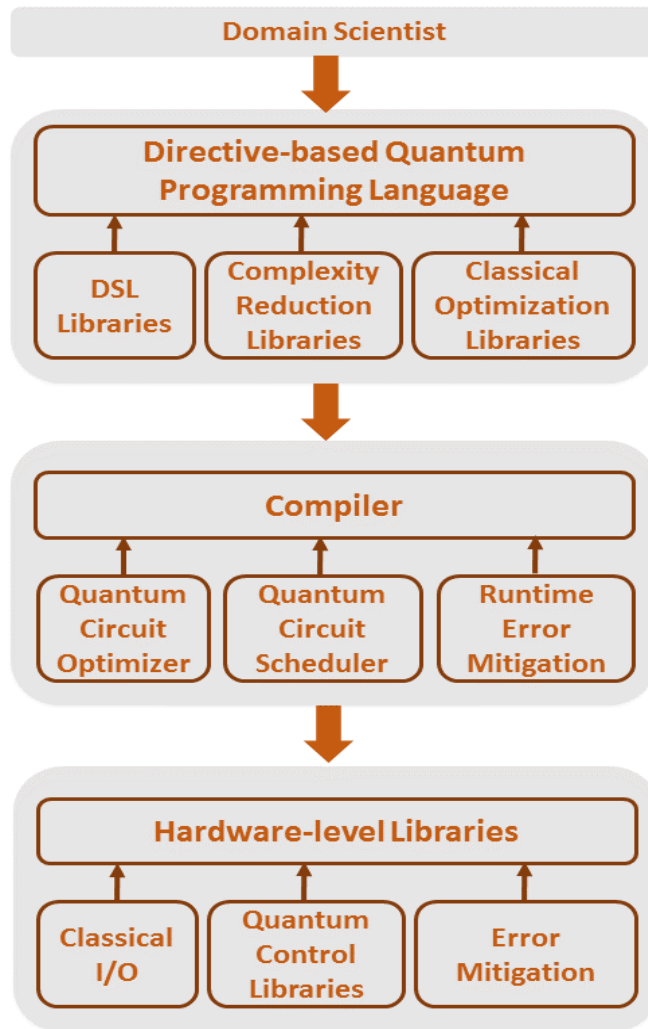 Domain Scientist
Directive-based Quantum
Programming Language
DSL
Libraries
Complexity
Reduction
Libraries
Classical
Optimization
Libraries
Compiler
Quantum
Circuit
Optimizer
Quantum
Circuit
Scheduler
Runtime
Error
Mitigation
Hardware-level Libraries
Classical
I/O
Quantum
Control
Libraries
Error
Mitigation